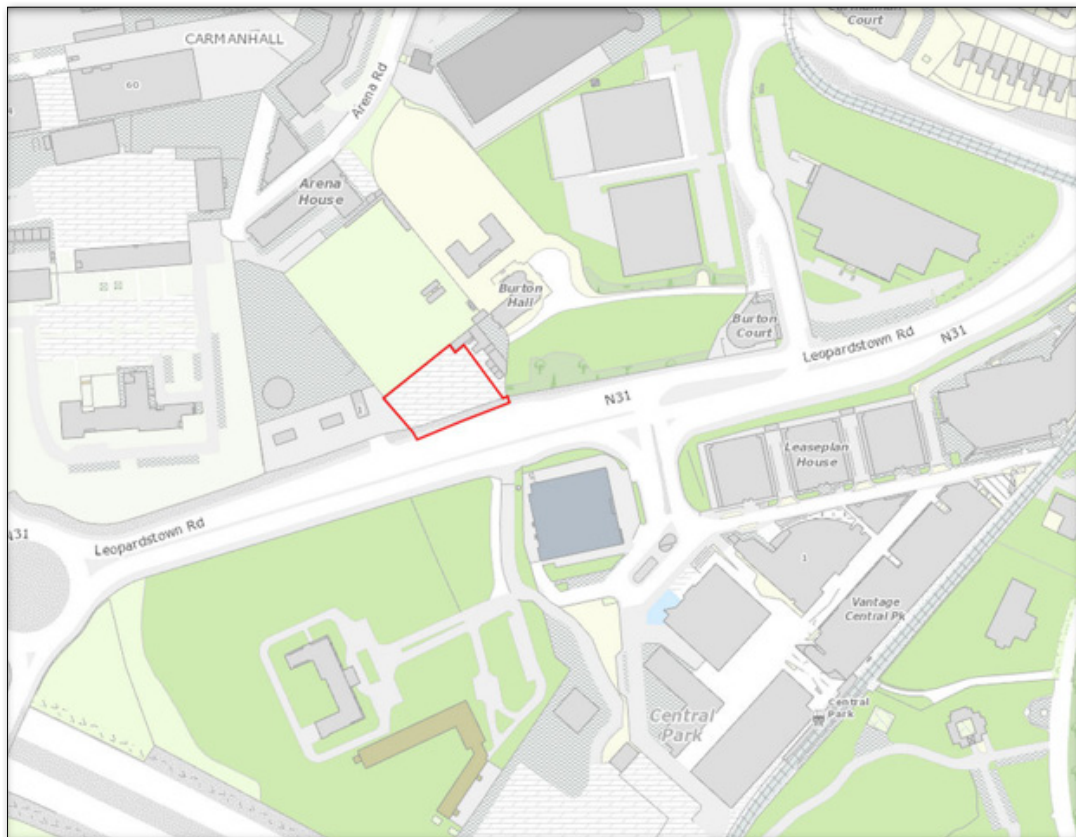 Carmanhall
Court
CARMANHALL
60
Arena Rd
Arena
House
Burton
Hall
Burton
Court
Leopardstown Rd
N31
N31
Leaseplan
House
Leopardstown Rd
N31
1
Vantage
Central Pk
Central
Park
Central
Park